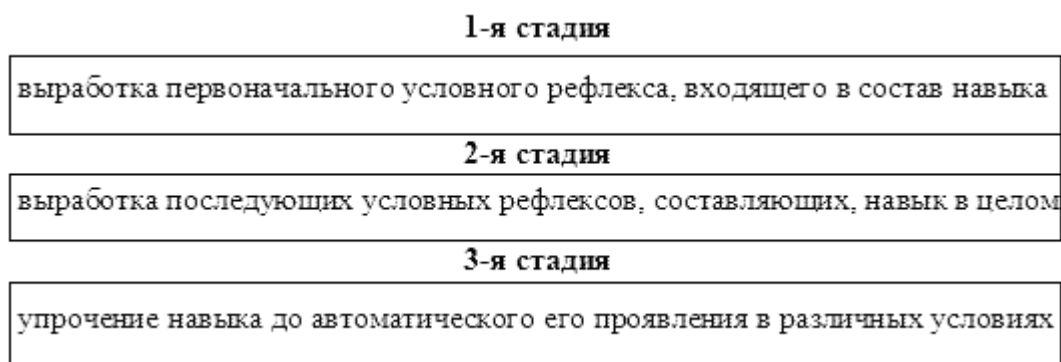 1-я стадия
выработка первоначального условного рефлекса, входящего в состав навыка
2-я стадия
выработка последующих условных рефлексов, составляющих, навык в целом
3-я стадия
упрочение навыка до автоматического его проявления в различных условиях